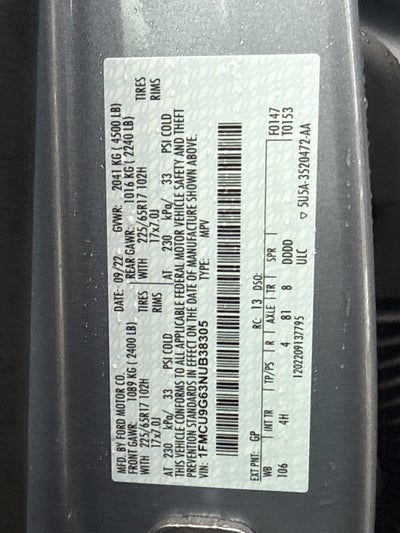 MFD. BY FORD MOTOR CO. DATE: 09/22 GVWR: 2041 KG ( 4500 LB)
FRONT GAWR: 1089 KG ( 2400 LB) REAR GAWR: 1016 KG ( 2240 LB)
WITH 225/65R17 102H TIRES WITH 225/65R17 102H TIRES
17x7.0J RIMS 17x7.0J RIMS
AT 230 kPa/ 33 PSI COLD AT 230 kPa/ 33 PSI COLD
THIS VEHICLE CONFORMS TO ALL APPLICABLE FEDERAL MOTOR VEHICLE SAFETY AND THEFT
PREVENTION STANDARDS IN EFFECT ON THE DATE OF MANUFACTURE SHOWN ABOVE.
VIN: 1FMCU9G63NUB38305
TYPE: MPV
F0147
T0153
EXT PNT: GP RC: 13 DSO:
WB INT TR TP/PS R AXLE TR SPR
106 4H 4 B1 8 DDDD
1202209137795 ULC
5U5A-3520472-AA